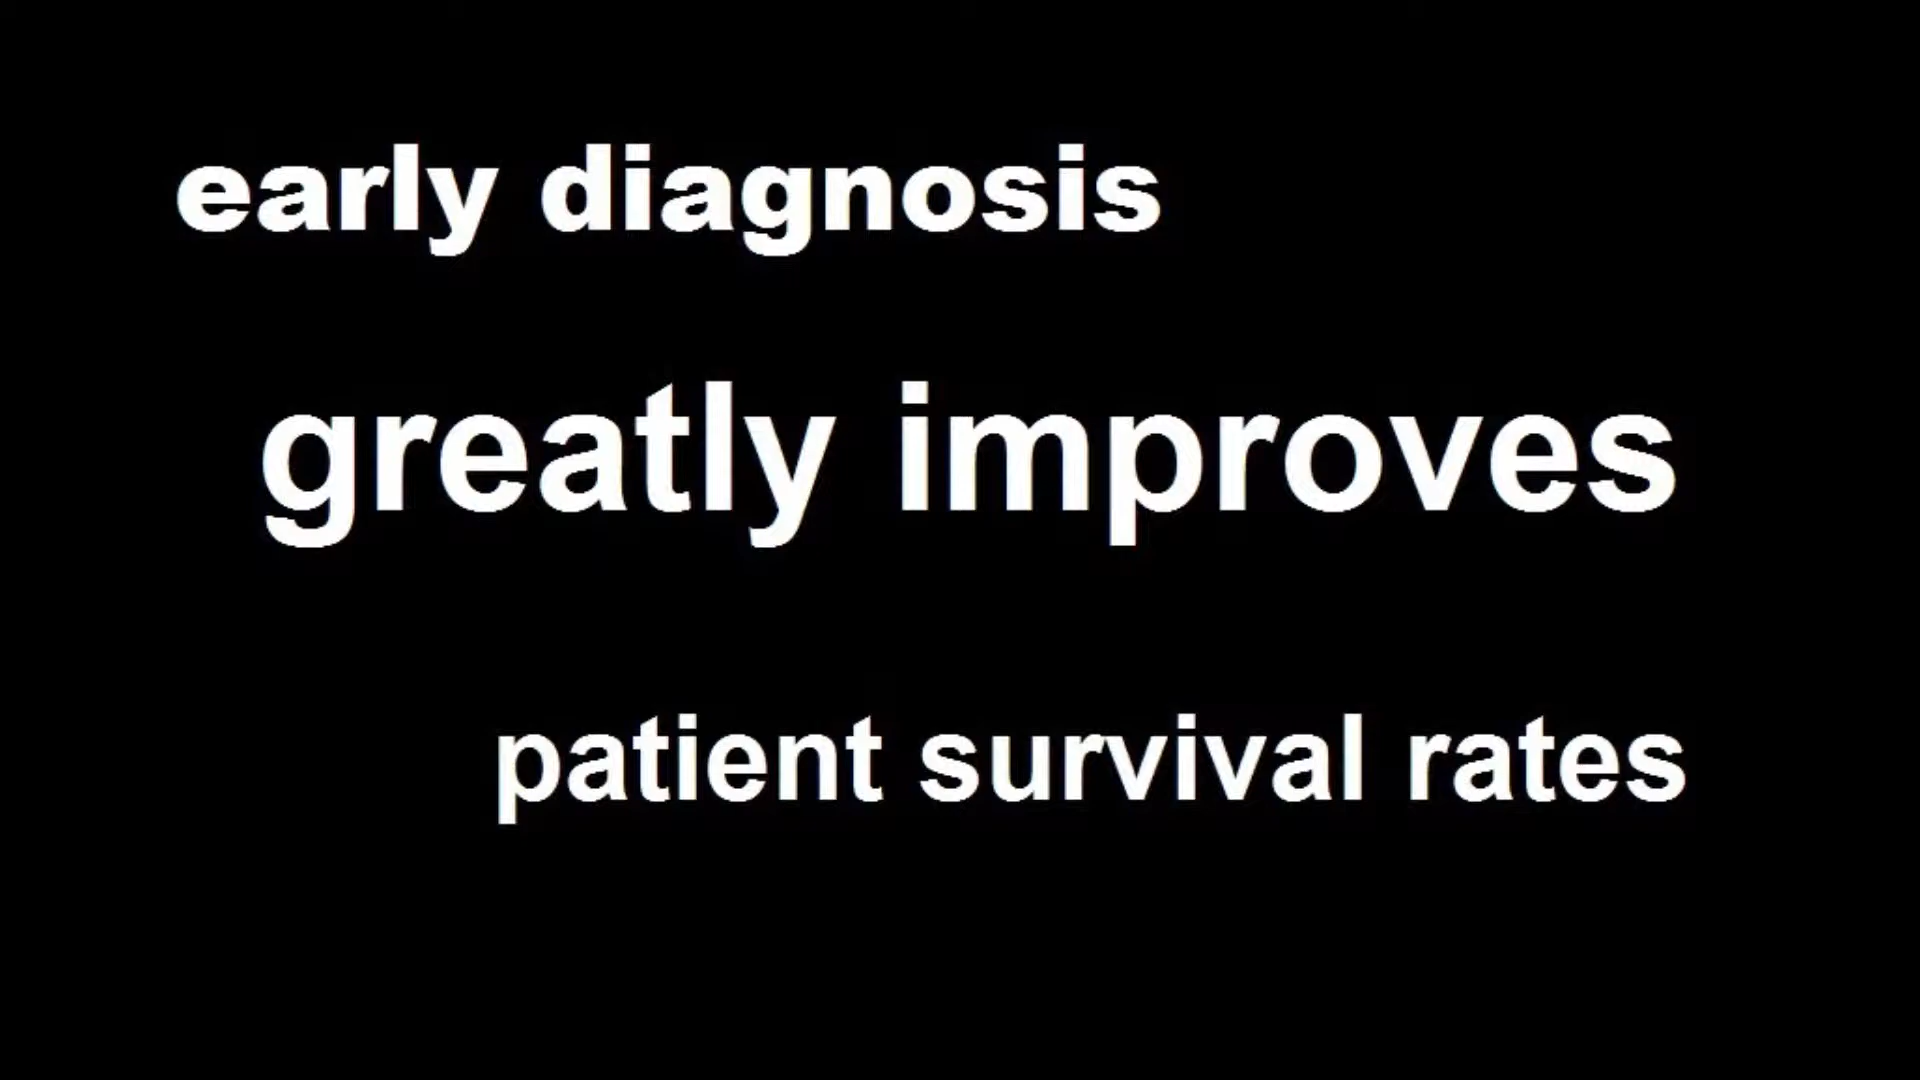 early diagnosis
greatly improves
patient survival rates